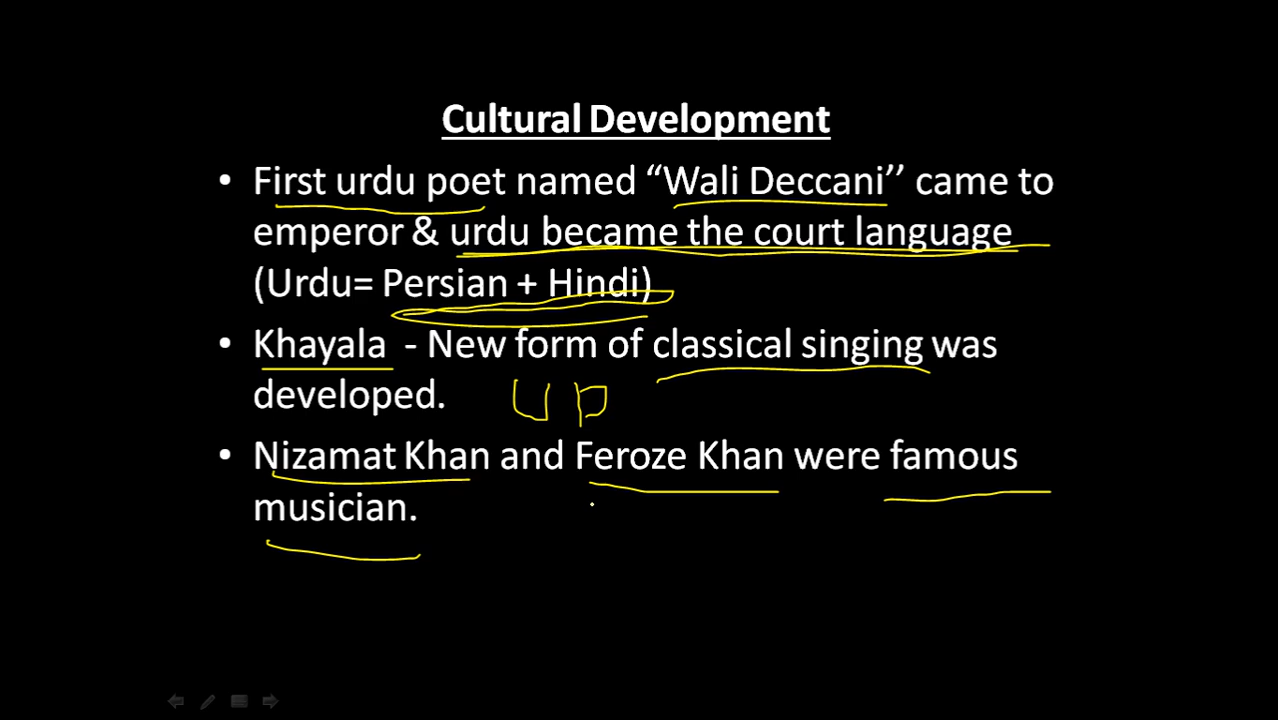 Cultural Development
• First urdu poet named “Wali Deccani’’ came to
emperor & urdu became the court language
(Urdu= Persian + Hindi)
• Khayala - New form of classical singing was
developed. UP
• Nizamat Khan and Feroze Khan were famous
musician.